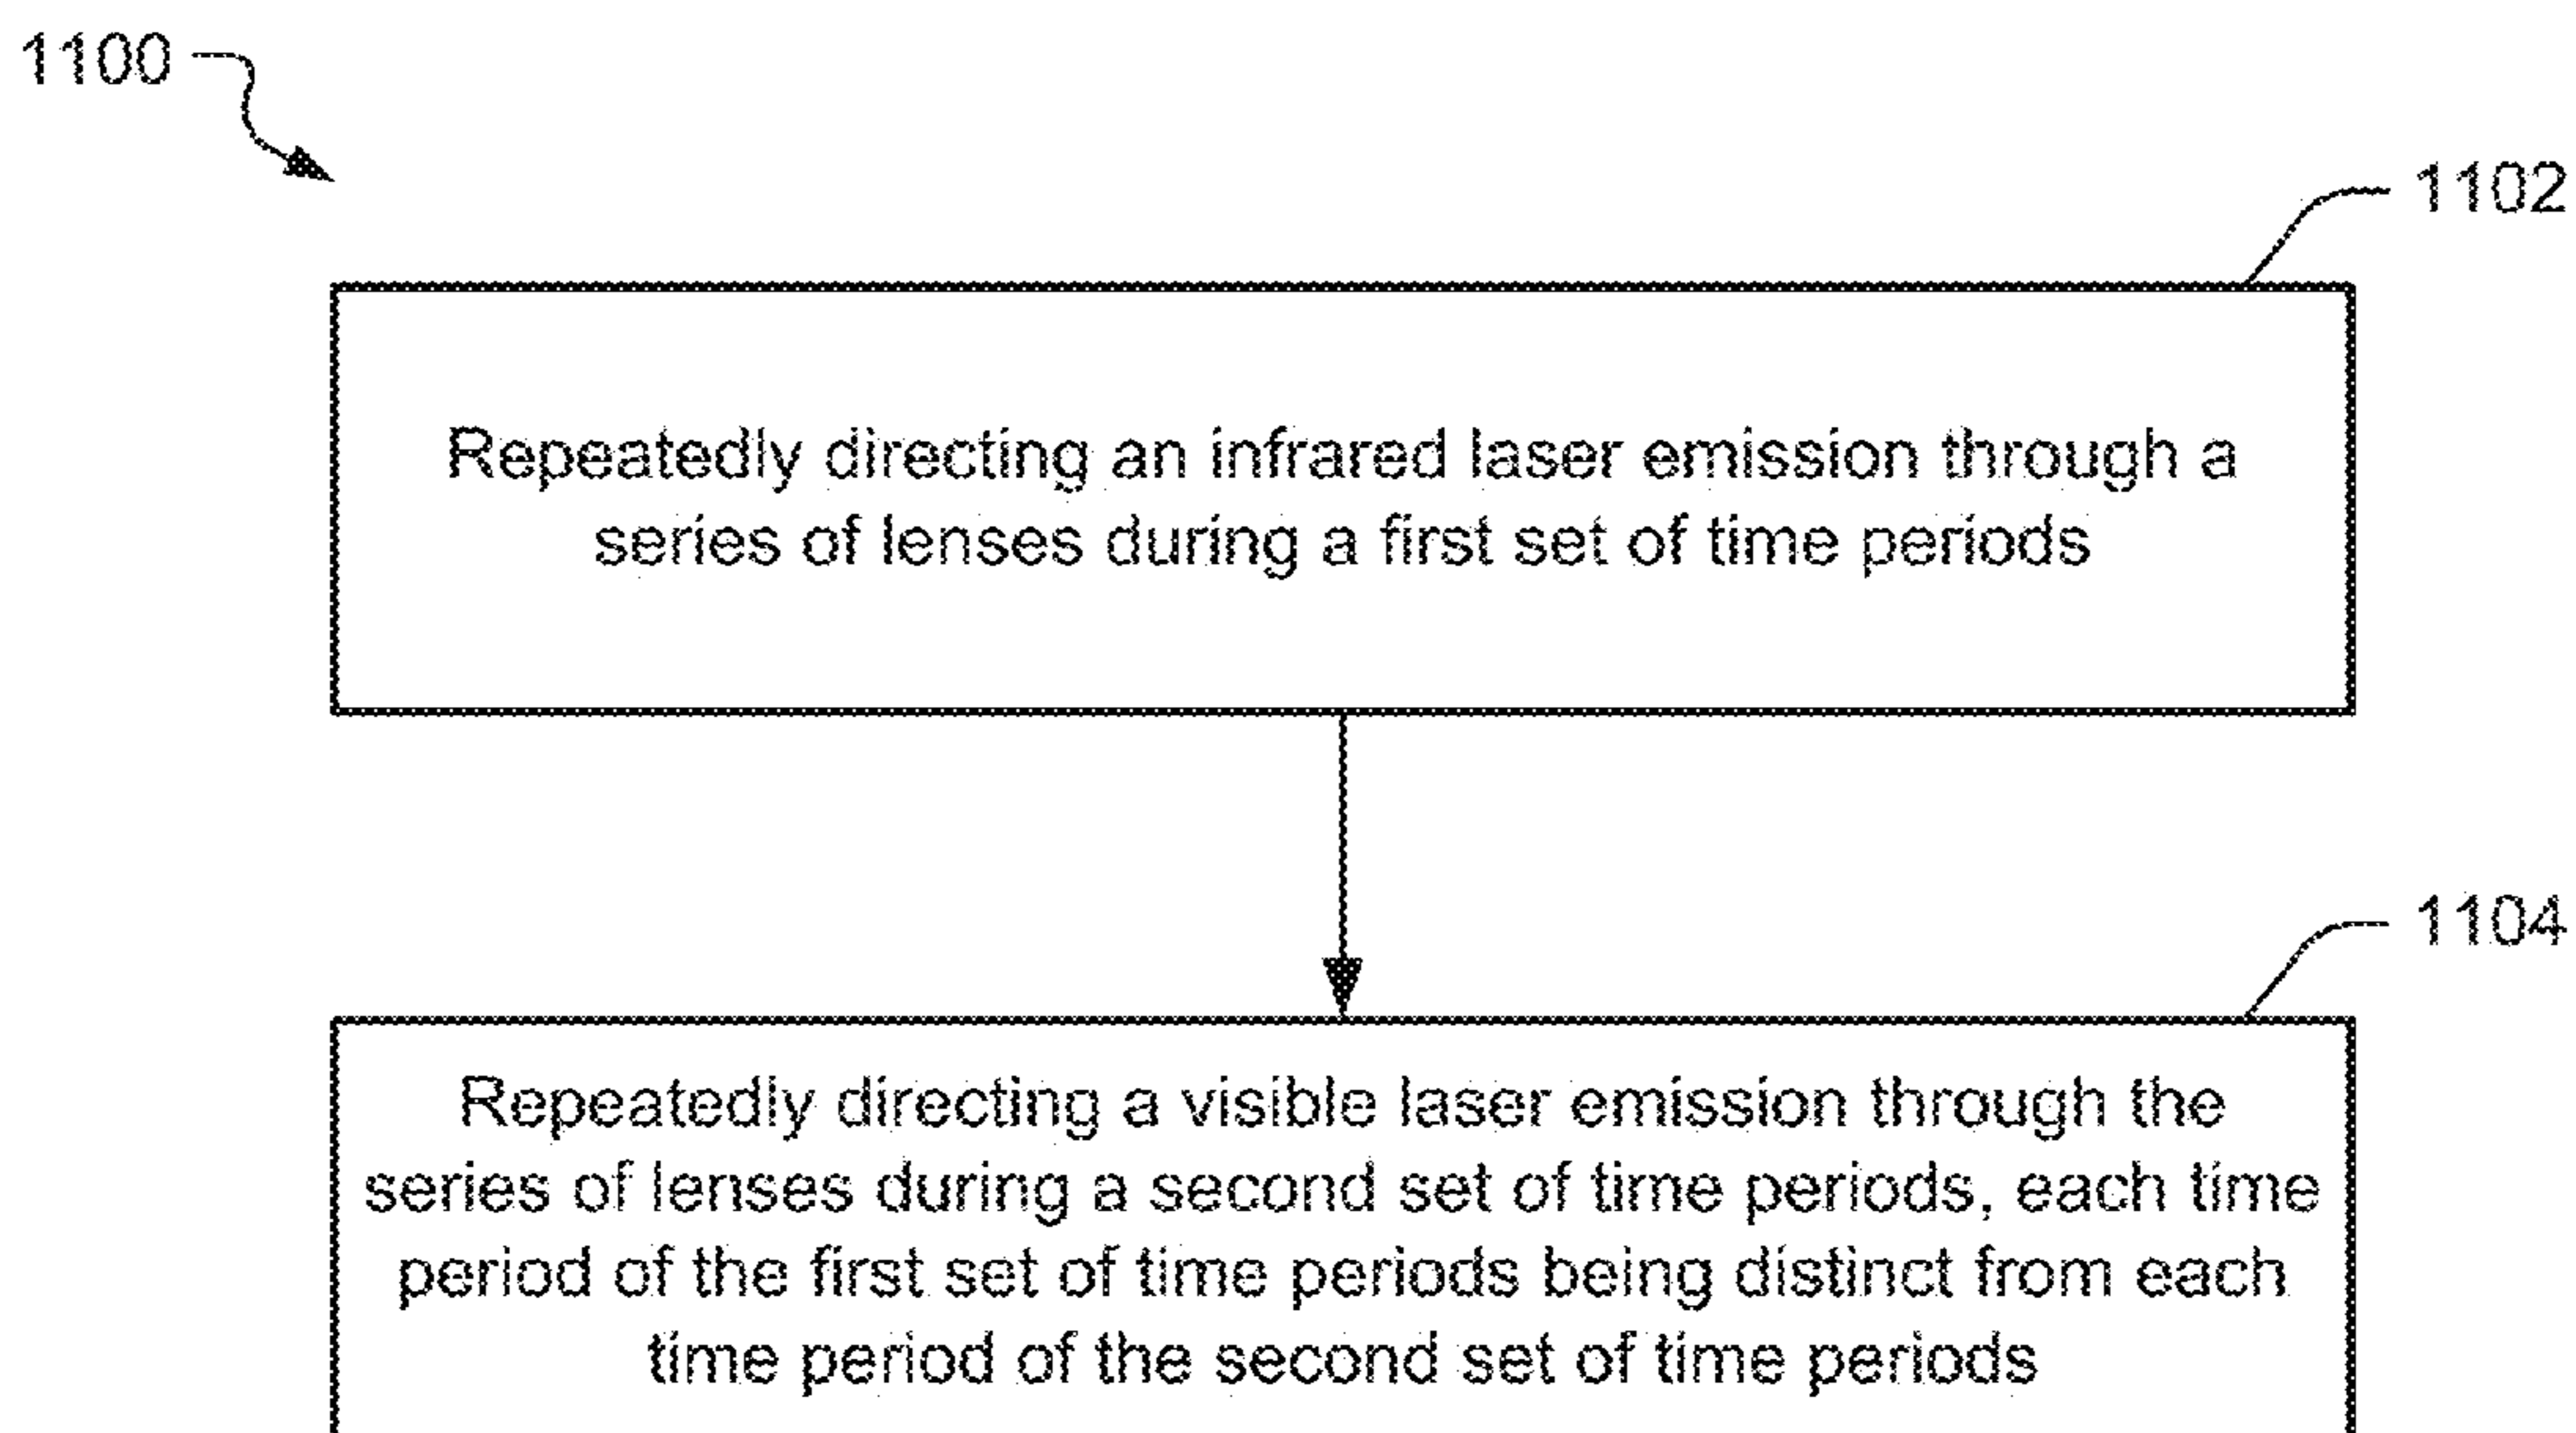 1100
1102
Repeatedly directing an infrared laser emission through a
series of lenses during a first set of time periods
1104
Repeatedly directing a visible laser emission through the
series of lenses during a second set of time periods, each time
period of the first set of time periods being distinct from each
time period of the second set of time periods